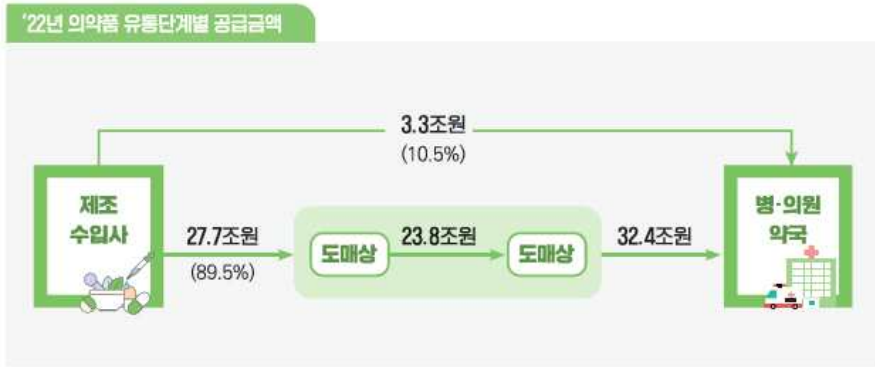 '22년 의약품 유통단계별 공급금액
3.3조원
(10.5%)
제조
수입사
27.7조원
(89.5%)
도매상
23.8조원
도매상
32.4조원
병·의원
약국